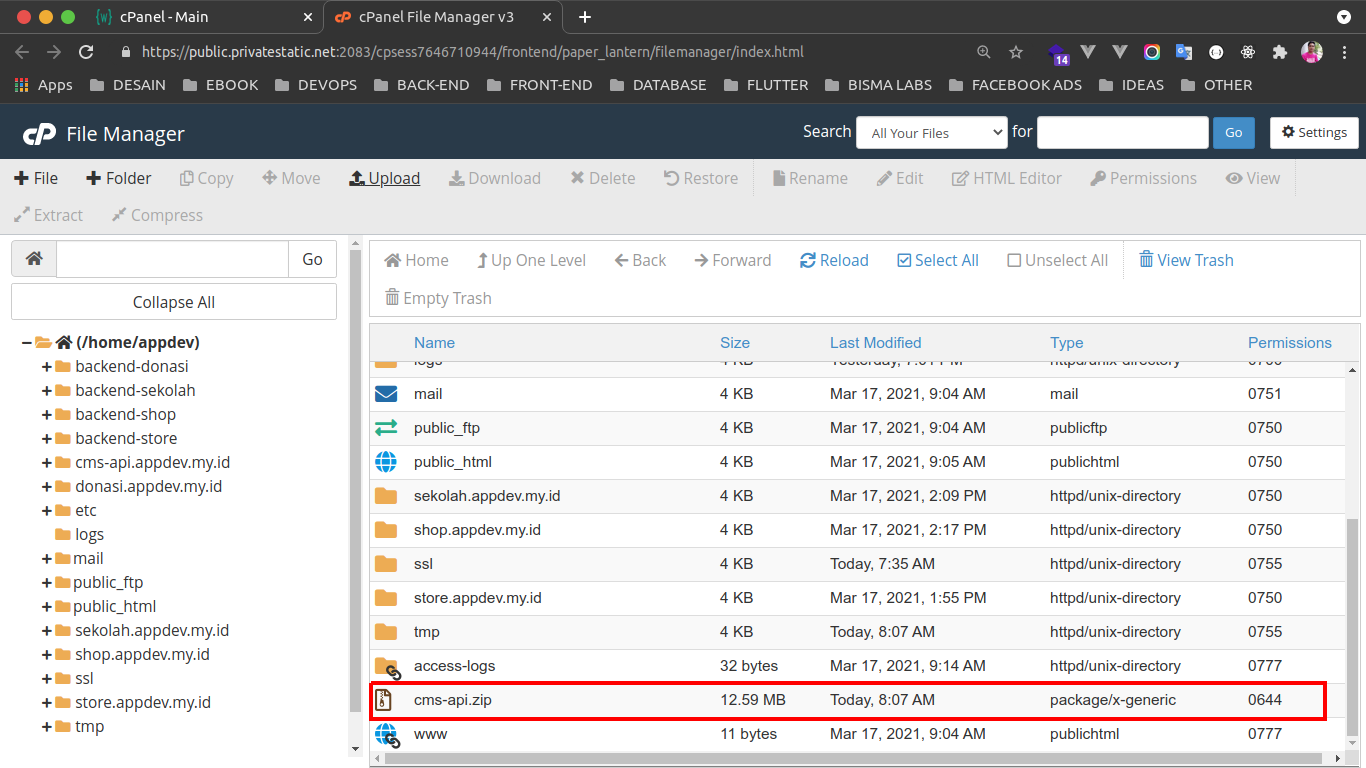 cPanel - Main
cPanel File Manager v3
https://public.privatestatic.net:2083/cpsess7646710944/frontend/paper_lantern/filemanager/index.html
14
Apps DESAIN EBOOK DEVOPS BACK-END FRONT-END DATABASE FLUTTER BISMA LABS FACEBOOK ADS IDEAS OTHER
cP File Manager
Search All Your Files for Go Settings
File Folder Copy Move Upload Download Delete Restore Rename Edit HTML Editor Permissions View
Extract Compress
Go
Collapse All
(/home/appdev)
backend-donasi
backend-sekolah
backend-shop
backend-store
cms-api.appdev.my.id
donasi.appdev.my.id
etc
logs
mail
public_ftp
public_html
sekolah.appdev.my.id
shop.appdev.my.id
ssl
store.appdev.my.id
tmp
Home Up One Level Back Forward Reload Select All Unselect All View Trash
Empty Trash
Name Size Last Modified Type Permissions
logs 4 KB Yesterday, 7:01 PM httpd/unix-directory 0700
mail 4 KB Mar 17, 2021, 9:04 AM mail 0751
public_ftp 4 KB Mar 17, 2021, 9:04 AM publicftp 0750
public_html 4 KB Mar 17, 2021, 9:05 AM publichtml 0750
sekolah.appdev.my.id 4 KB Mar 17, 2021, 2:09 PM httpd/unix-directory 0750
shop.appdev.my.id 4 KB Mar 17, 2021, 2:17 PM httpd/unix-directory 0750
ssl 4 KB Today, 7:35 AM httpd/unix-directory 0755
store.appdev.my.id 4 KB Mar 17, 2021, 1:55 PM httpd/unix-directory 0750
tmp 4 KB Today, 8:07 AM httpd/unix-directory 0755
access-logs 32 bytes Mar 17, 2021, 9:14 AM httpd/unix-directory 0777
cms-api.zip 12.59 MB Today, 8:07 AM package/x-generic 0644
www 11 bytes Mar 17, 2021, 9:04 AM publichtml 0777